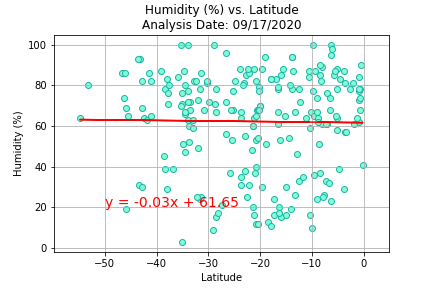 Humidity (%) vs. Latitude
Analysis Date: 09/17/2020
Humidity (%)
100
80
60
40
20
0
y = -0.03x + 61.65
−50
−40
−30
−20
−10
0
Latitude